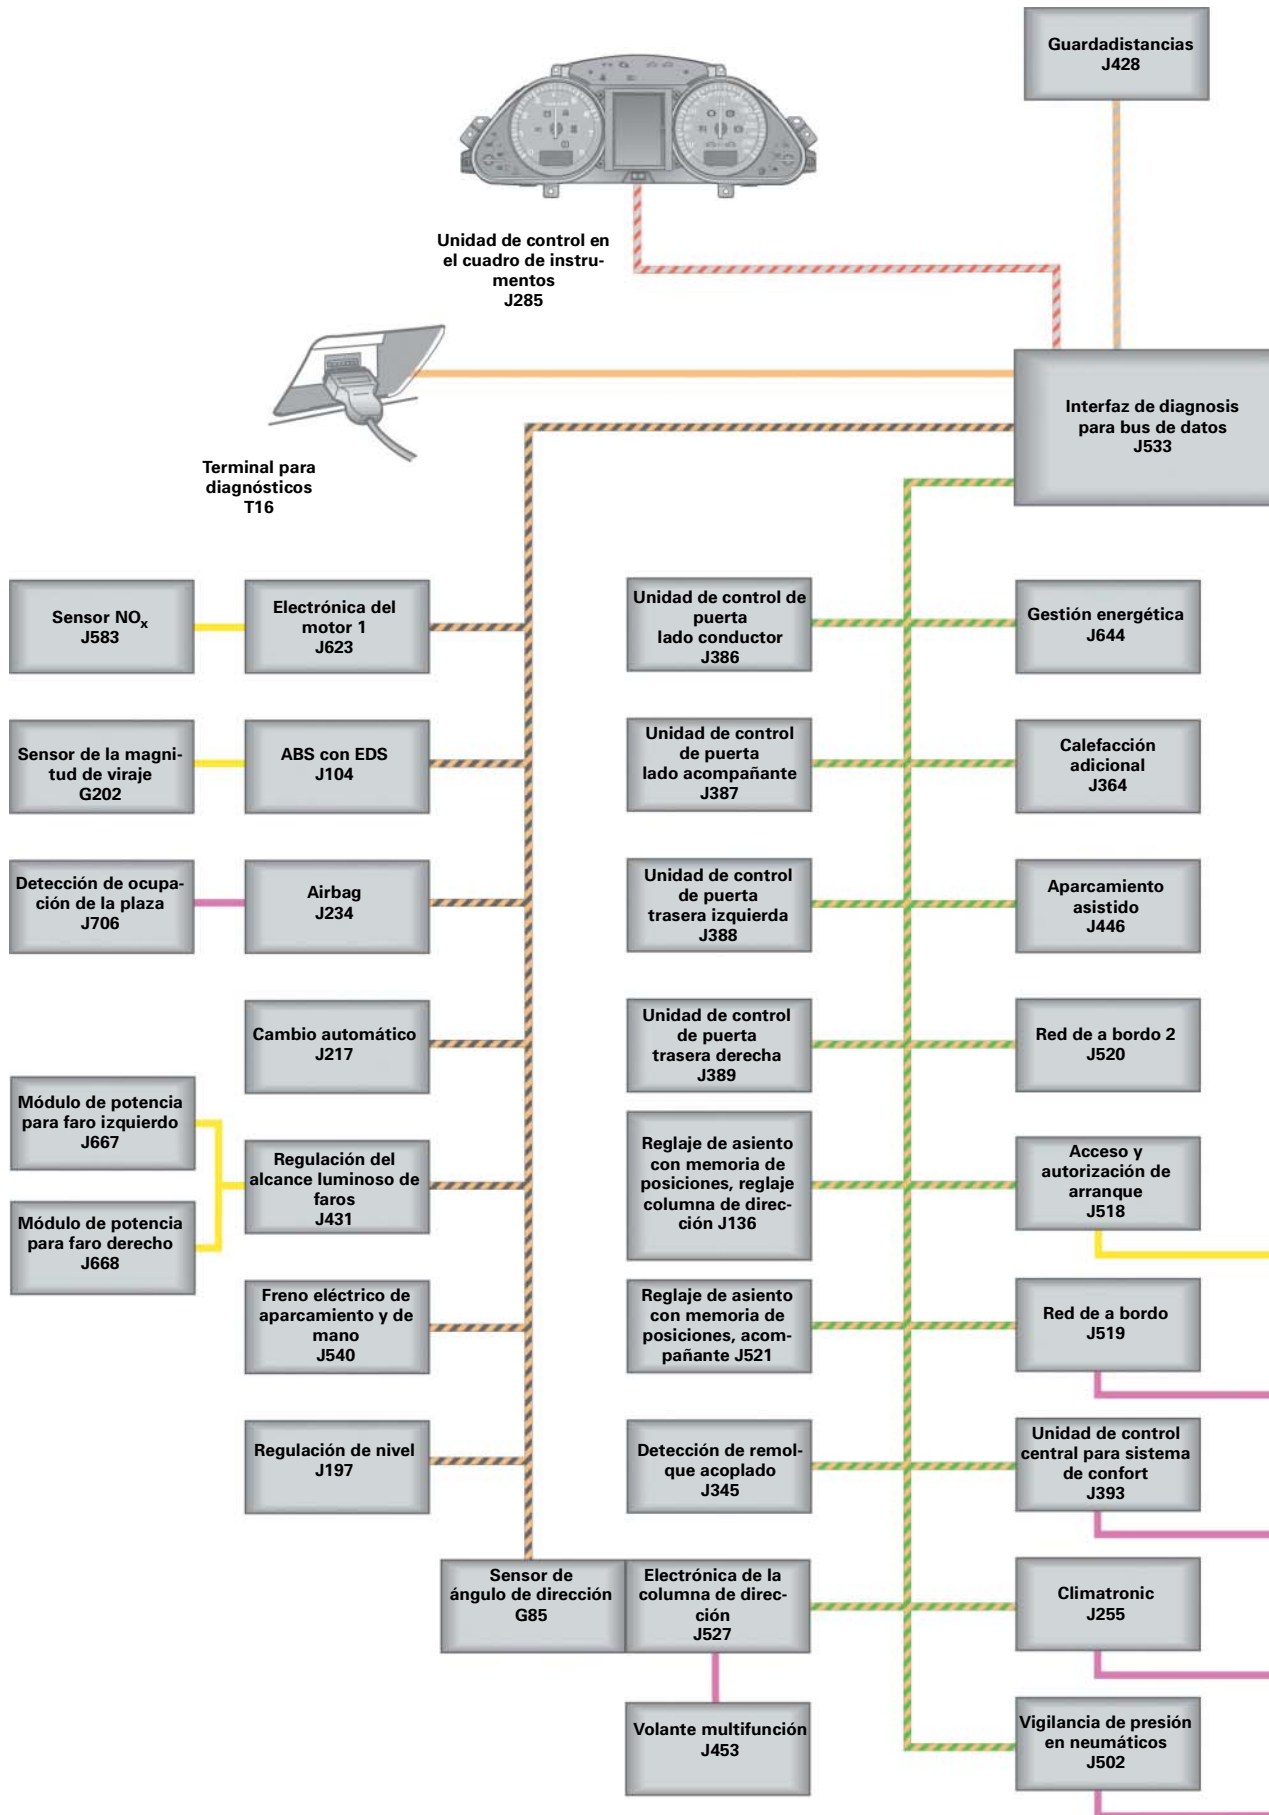 Guardadistancias
J428
Unidad de control en
el cuadro de instru-
mentos
J285
Interfaz de diagnosis
para bus de datos
J533
Terminal para
diagnósticos
T16
Sensor NOx
J583
Electrónica del
motor 1
J623
Unidad de control de
puerta
lado conductor
J386
Gestión energética
J644
Sensor de la magni-
tud de viraje
G202
ABS con EDS
J104
Unidad de control
de puerta
lado acompañante
J387
Calefacción
adicional
J364
Detección de ocupa-
ción de la plaza
J706
Airbag
J234
Unidad de control
de puerta
trasera izquierda
J388
Aparcamiento
asistido
J446
Cambio automático
J217
Unidad de control
de puerta
trasera derecha
J389
Red de a bordo 2
J520
Módulo de potencia
para faro izquierdo
J667
Módulo de potencia
para faro derecho
J668
Regulación del
alcance luminoso de
faros
J431
Reglaje de asiento
con memoria de
posiciones, reglaje
columna de direc-
ción J136
Acceso y
autorización de
arranque
J518
Freno eléctrico de
aparcamiento y de
mano
J540
Reglaje de asiento
con memoria de
posiciones, acom-
pañante J521
Red de a bordo
J519
Regulación de nivel
J197
Detección de remol-
que acoplado
J345
Unidad de control
central para sistema
de confort
J393
Sensor de
ángulo de dirección
G85
Electrónica de la
columna de direc-
ción
J527
Climatronic
J255
Volante multifunción
J453
Vigilancia de presión
en neumáticos
J502